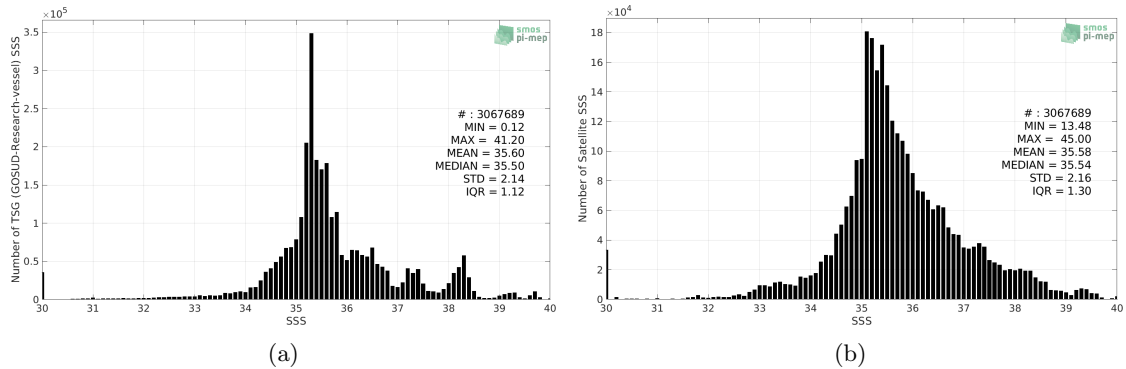 ×10⁵
3.5
3
2.5
2
1.5
1
0.5
0
Number of TSG (GOSUD-Research-vessel) SSS
30 31 32 33 34 35 36 37 38 39 40
SSS
smos
pi-mep
# : 3067689
MIN = 0.12
MAX = 41.20
MEAN = 35.60
MEDIAN = 35.50
STD = 2.14
IQR = 1.12
(a)
×10⁴
18
16
14
12
10
8
6
4
2
0
Number of Satellite SSS
30 31 32 33 34 35 36 37 38 39 40
SSS
smos
pi-mep
# : 3067689
MIN = 13.48
MAX = 45.00
MEAN = 35.58
MEDIAN = 35.54
STD = 2.16
IQR = 1.30
(b)